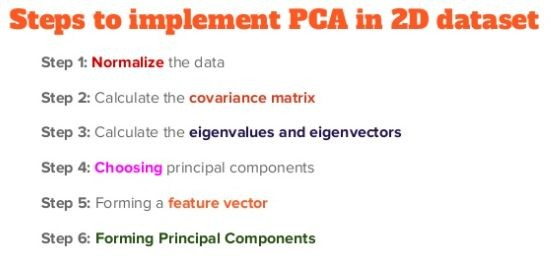 Steps to implement PCA in 2D dataset
Step 1: Normalize the data
Step 2: Calculate the covariance matrix
Step 3: Calculate the eigenvalues and eigenvectors
Step 4: Choosing principal components
Step 5: Forming a feature vector
Step 6: Forming Principal Components